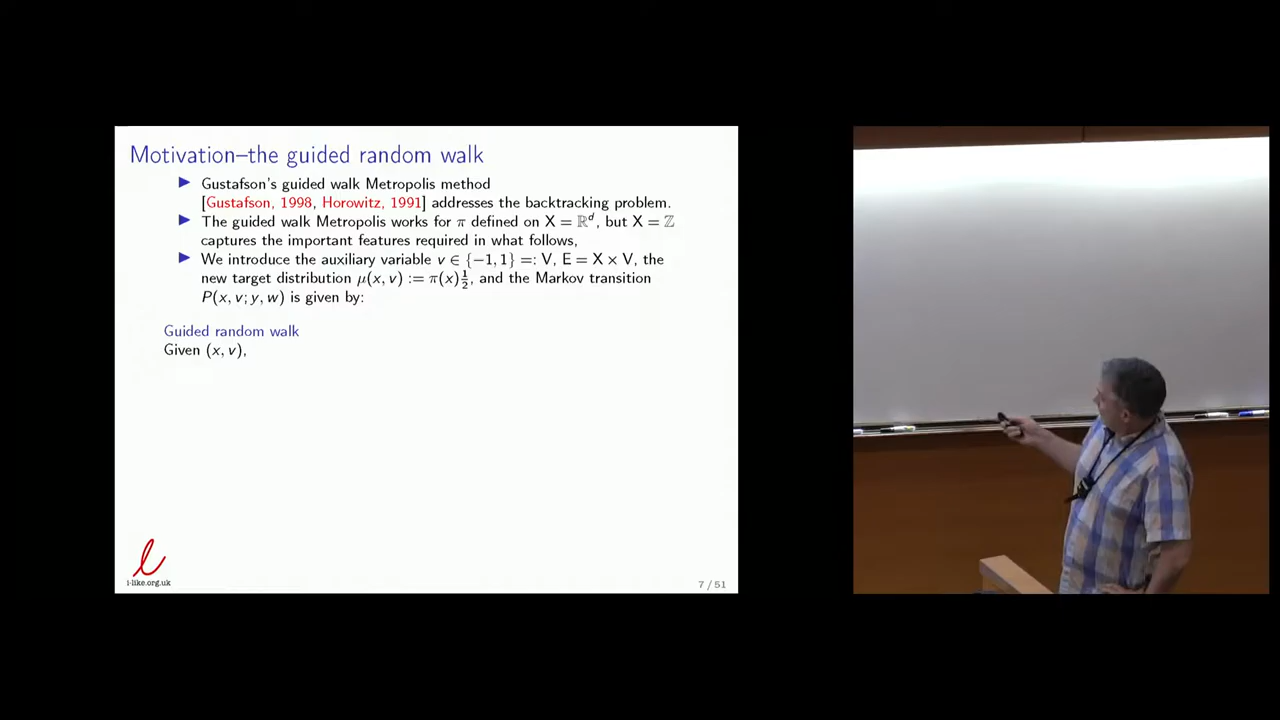 Motivation–the guided random walk
▶ Gustafson's guided walk Metropolis method
[Gustafson, 1998, Horowitz, 1991] addresses the backtracking problem.
▶ The guided walk Metropolis works for π defined on X = ℝᵈ, but X = ℤ
captures the important features required in what follows,
▶ We introduce the auxiliary variable v ∈ {−1, 1} =: V, E = X × V, the
new target distribution μ(x, v) := π(x)½, and the Markov transition
P(x, v; y, w) is given by:
Guided random walk
Given (x, v),
i-like.org.uk
7 / 51